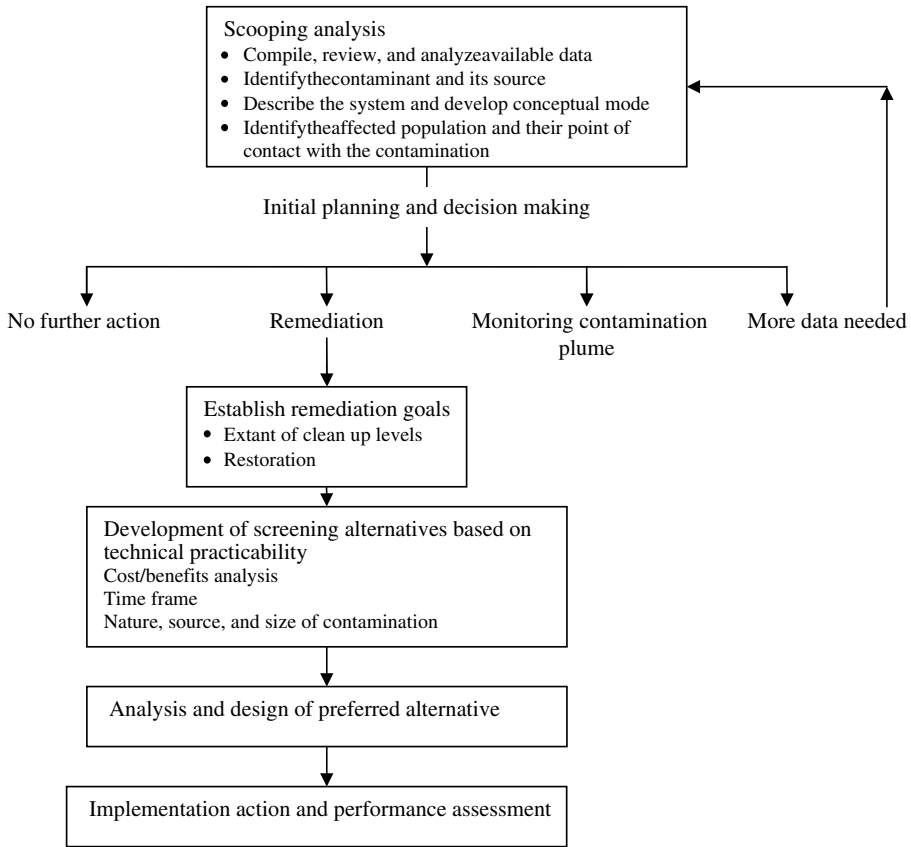 Scooping analysis
• Compile, review, and analyzeavailable data
• Identifythecontaminant and its source
• Describe the system and develop conceptual mode
• Identifytheaffected population and their point of
contact with the contamination
Initial planning and decision making
No further action
Remediation
Monitoring contamination
plume
More data needed
Establish remediation goals
• Extant of clean up levels
• Restoration
Development of screening alternatives based on
technical practicability
Cost/benefits analysis
Time frame
Nature, source, and size of contamination
Analysis and design of preferred alternative
Implementation action and performance assessment